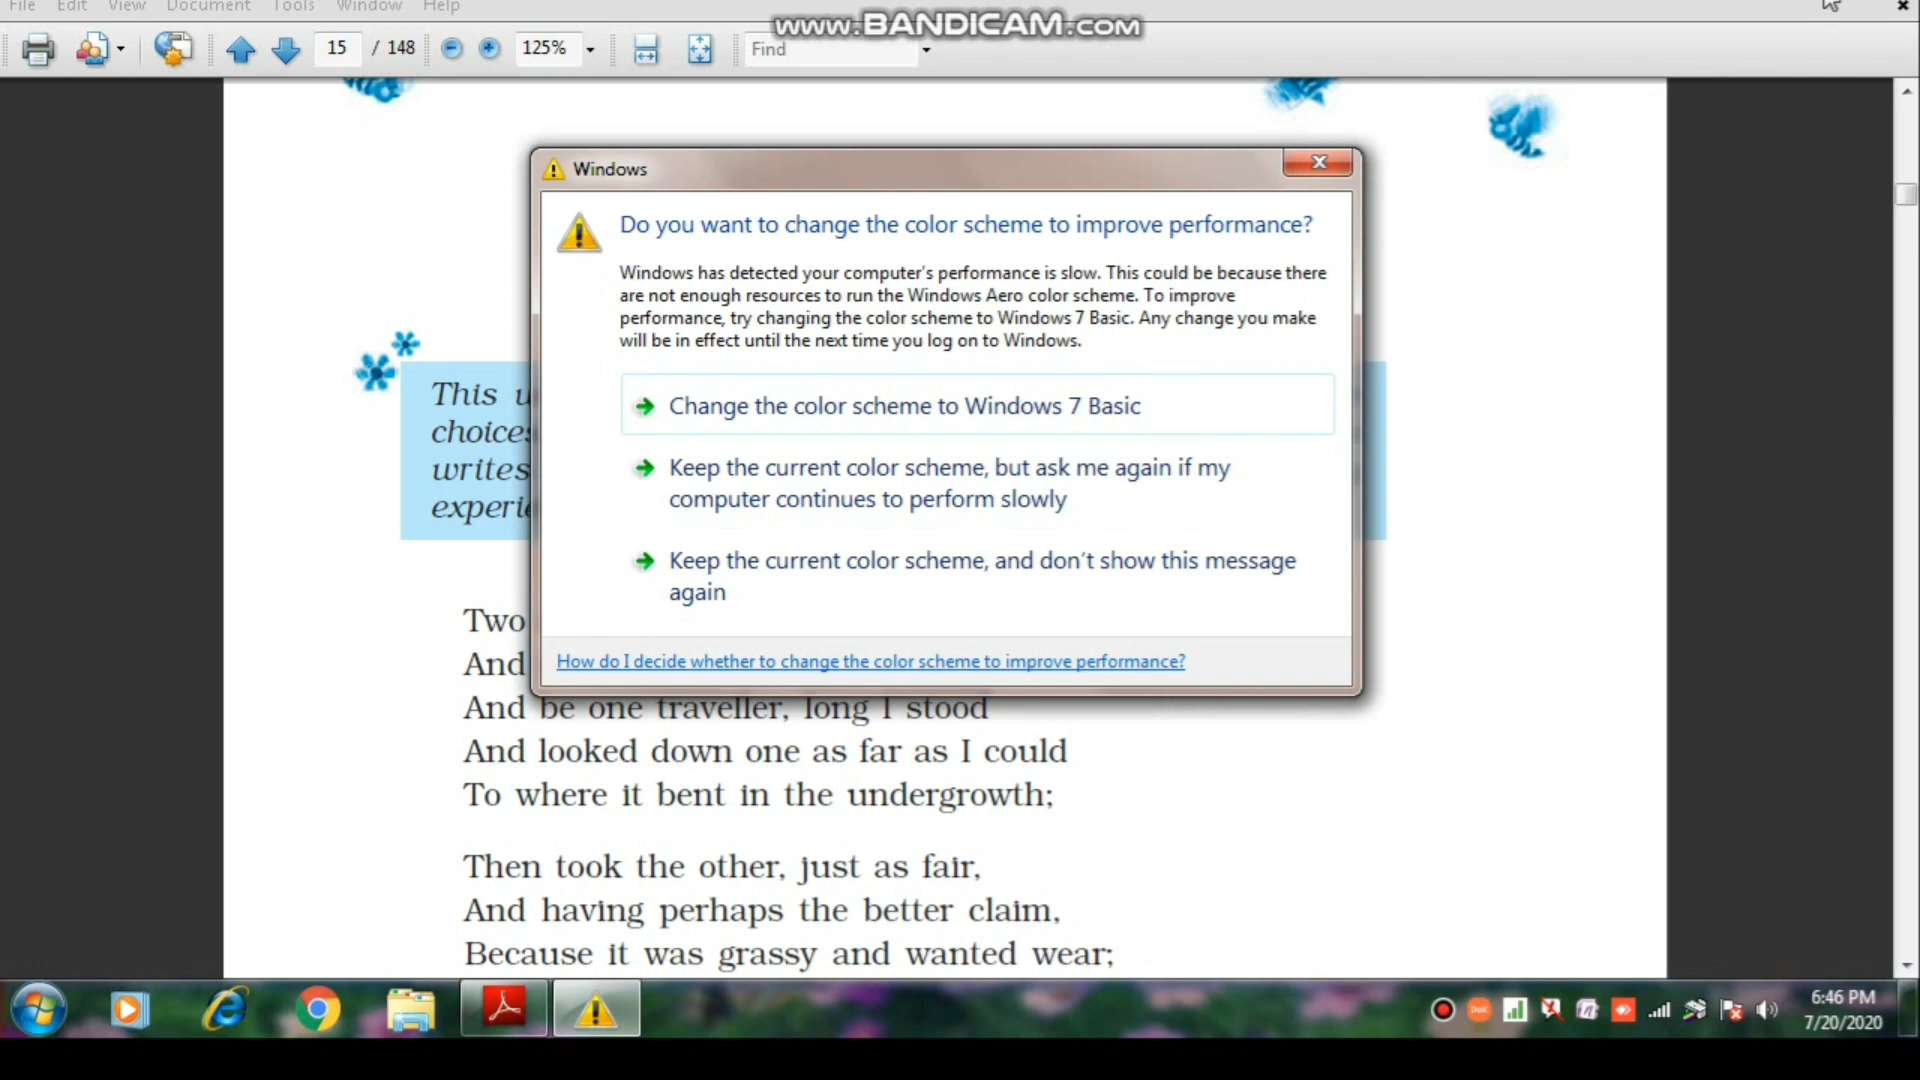 File Edit View Document Tools Window Help
www.BANDICAM.com
15 / 148 125% Find
Windows
Do you want to change the color scheme to improve performance?
Windows has detected your computer's performance is slow. This could be because there
are not enough resources to run the Windows Aero color scheme. To improve
performance, try changing the color scheme to Windows 7 Basic. Any change you make
will be in effect until the next time you log on to Windows.
Change the color scheme to Windows 7 Basic
Keep the current color scheme, but ask me again if my
computer continues to perform slowly
Keep the current color scheme, and don't show this message
again
How do I decide whether to change the color scheme to improve performance?
This
choices
writes
Two
And
And be one traveller, long I stood
And looked down one as far as I could
To where it bent in the undergrowth;
Then took the other, just as fair,
And having perhaps the better claim,
Because it was grassy and wanted wear;
6:46 PM
7/20/2020